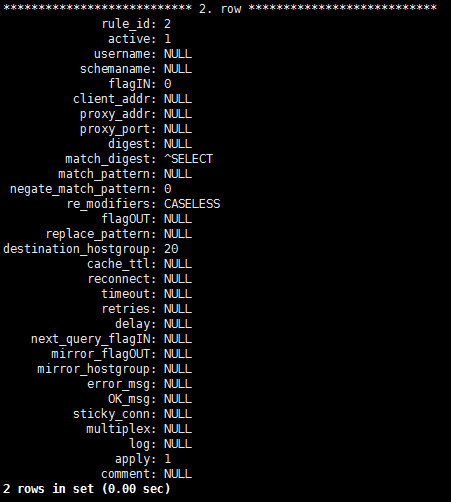 *************************** 2. row ***************************
rule_id: 2
active: 1
username: NULL
schemaname: NULL
flagIN: 0
client_addr: NULL
proxy_addr: NULL
proxy_port: NULL
digest: NULL
match_digest: ^SELECT
match_pattern: NULL
negate_match_pattern: 0
re_modifiers: CASELESS
flagOUT: NULL
replace_pattern: NULL
destination_hostgroup: 20
cache_ttl: NULL
reconnect: NULL
timeout: NULL
retries: NULL
delay: NULL
next_query_flagIN: NULL
mirror_flagOUT: NULL
mirror_hostgroup: NULL
error_msg: NULL
OK_msg: NULL
sticky_conn: NULL
multiplex: NULL
log: NULL
apply: 1
comment: NULL
2 rows in set (0.00 sec)